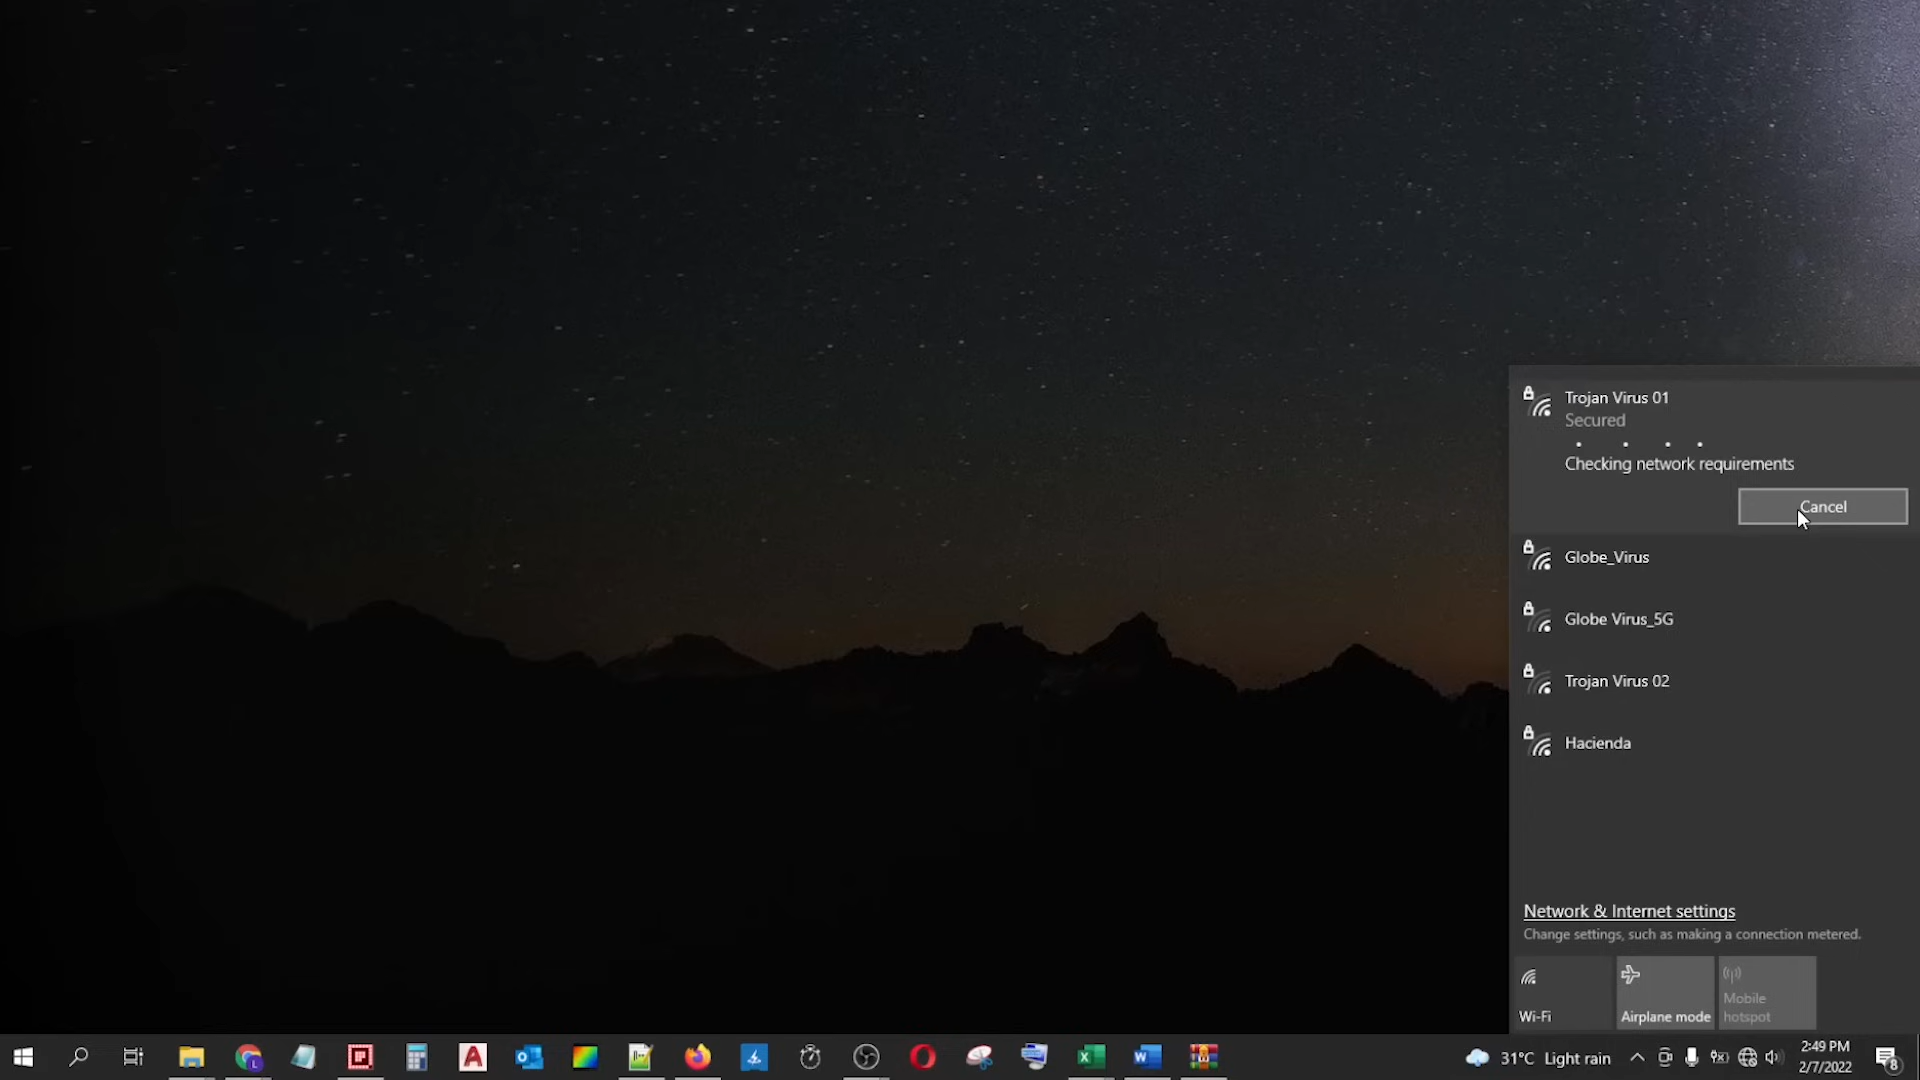 Trojan Virus 01
Secured
Checking network requirements
Cancel
Globe_Virus
Globe Virus_5G
Trojan Virus 02
Hacienda
Network & Internet settings
Change settings, such as making a connection metered.
Wi-Fi
Airplane mode
Mobile
hotspot
31°C Light rain
2:49 PM
2/7/2022
8